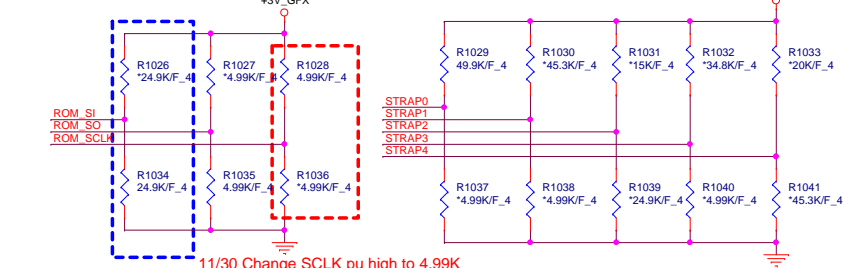 +3V_GFX
R1026
*24.9K/F_4
R1027
*4.99K/F_4
R1028
4.99K/F_4
R1029
49.9K/F_4
R1030
*45.3K/F_4
R1031
*15K/F_4
R1032
*34.8K/F_4
R1033
*20K/F_4
ROM_SI
ROM_SO
ROM_SCLK
STRAP0
STRAP1
STRAP2
STRAP3
STRAP4
R1034
24.9K/F_4
R1035
4.99K/F_4
R1036
*4.99K/F_4
R1037
*4.99K/F_4
R1038
*4.99K/F_4
R1039
*24.9K/F_4
R1040
*4.99K/F_4
R1041
*45.3K/F_4
11/30 Change SCLK pu high to 4.99K